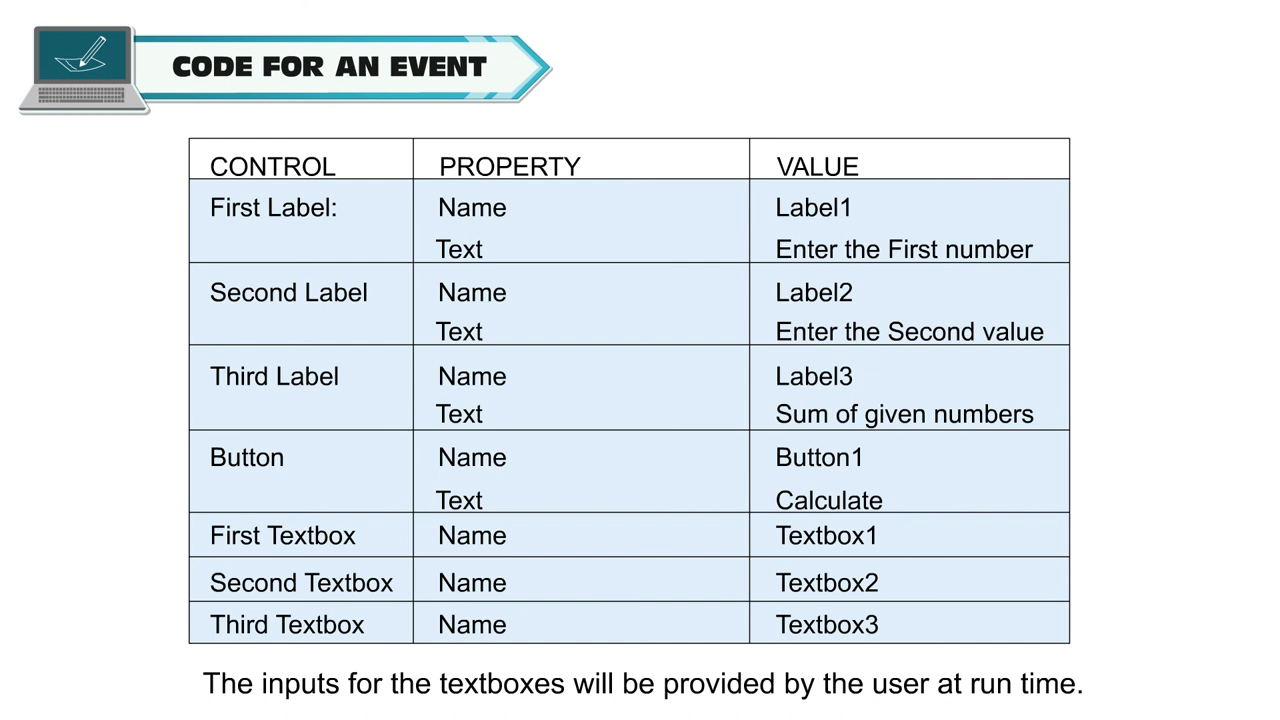 CODE FOR AN EVENT
CONTROL PROPERTY VALUE
First Label: Name Label1
Text Enter the First number
Second Label Name Label2
Text Enter the Second value
Third Label Name Label3
Text Sum of given numbers
Button Name Button1
Text Calculate
First Textbox Name Textbox1
Second Textbox Name Textbox2
Third Textbox Name Textbox3
The inputs for the textboxes will be provided by the user at run time.